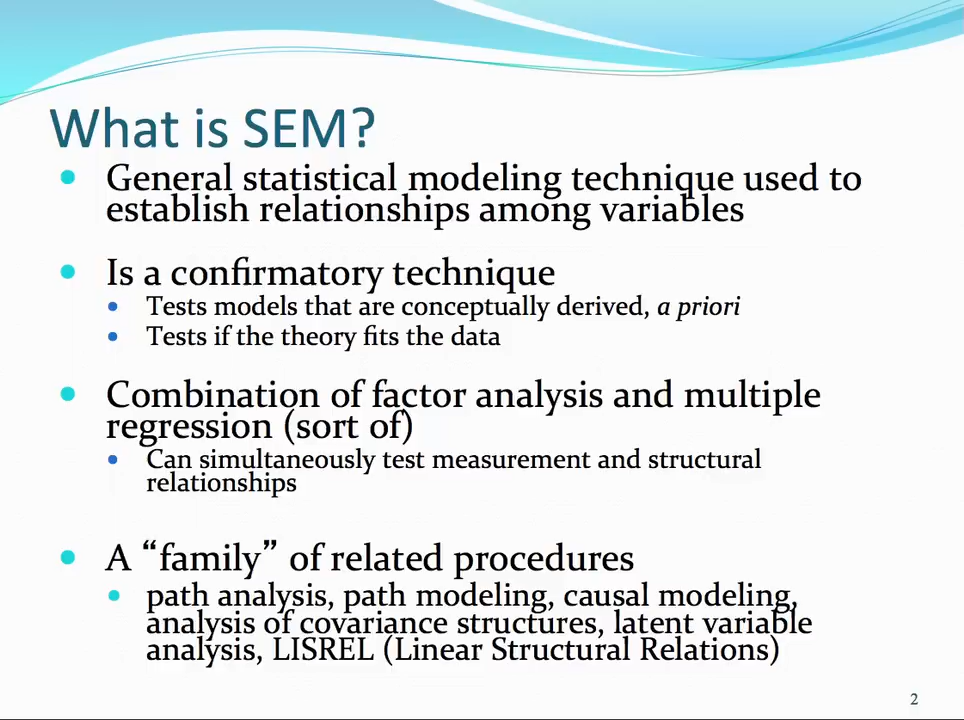 What is SEM?
• General statistical modeling technique used to
establish relationships among variables
• Is a confirmatory technique
• Tests models that are conceptually derived, a priori
• Tests if the theory fits the data
• Combination of factor analysis and multiple
regression (sort of)
• Can simultaneously test measurement and structural
relationships
• A “family” of related procedures
• path analysis, path modeling, causal modeling,
analysis of covariance structures, latent variable
analysis, LISREL (Linear Structural Relations)
2